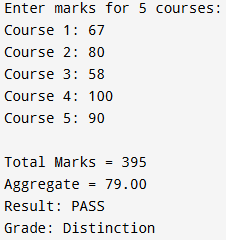 Enter marks for 5 courses:
Course 1: 67
Course 2: 80
Course 3: 58
Course 4: 100
Course 5: 90
Total Marks = 395
Aggregate = 79.00
Result: PASS
Grade: Distinction